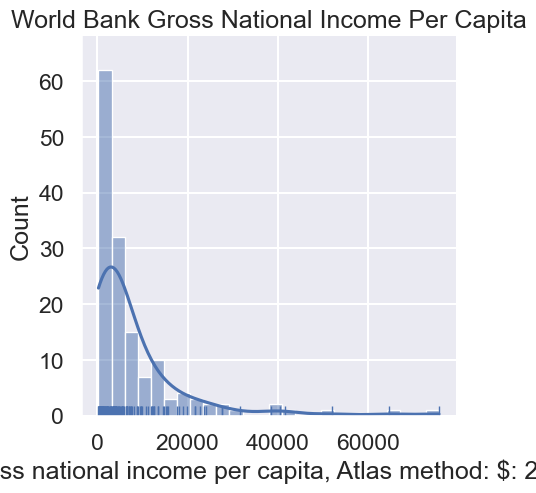 World Bank Gross National Income Per Capita
60
50
40
30
20
10
0
Count
0 20000 40000 60000
ss national income per capita, Atlas method: $: 2